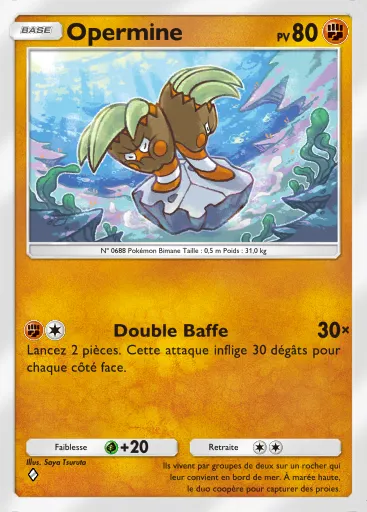 BASE Opermine PV 80
N° 0688 Pokémon Bimane Taille : 0,5 m Poids : 31,0 kg
Double Baffe 30×
Lancez 2 pièces. Cette attaque inflige 30 dégâts pour
chaque côté face.
Faiblesse +20 Retraite
Illus. Saya Tsuruta
Ils vivent par groupes de deux sur un rocher qui
leur convient en bord de mer. À marée haute,
le duo coopère pour capturer des proies.